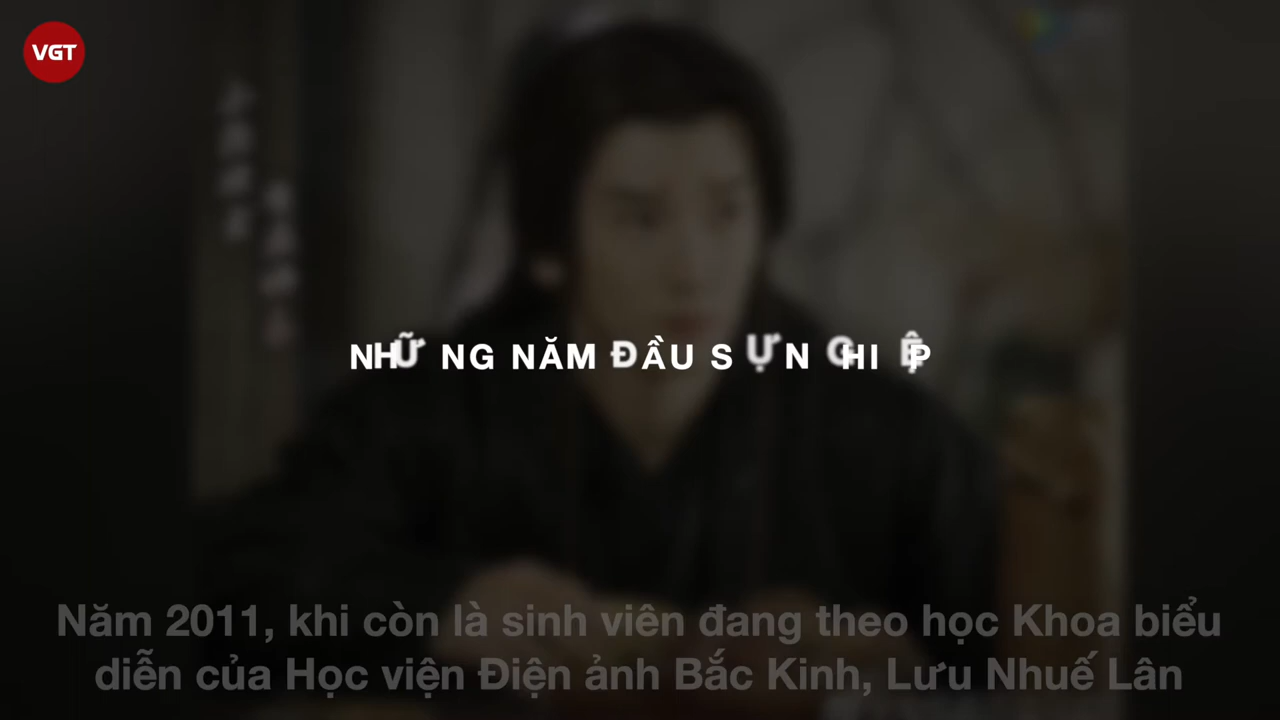 VGT
NHỮNG NĂM ĐẦU SỰ NGHIỆP
Năm 2011, khi còn là sinh viên đang theo học Khoa biểu
diễn của Học viện Điện ảnh Bắc Kinh, Lưu Nhuế Lân